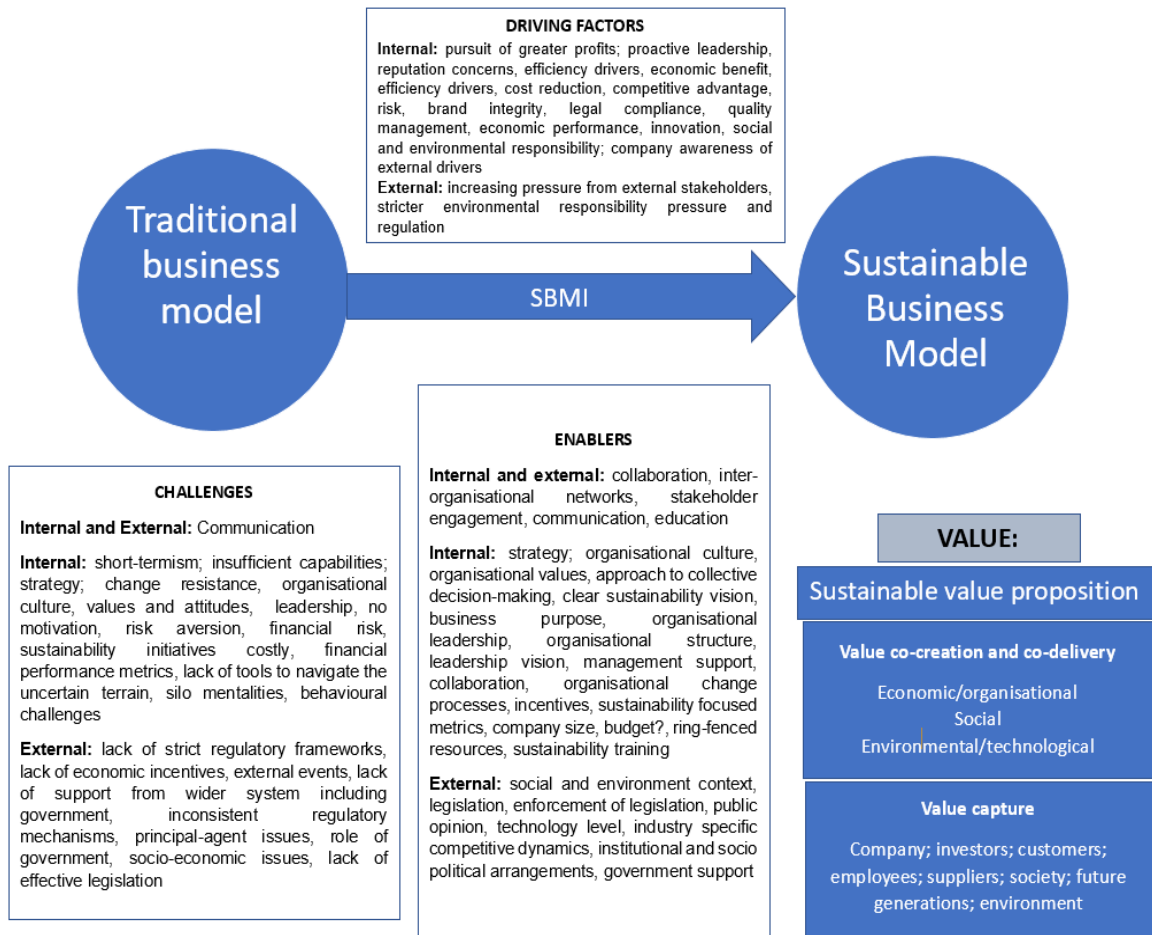 DRIVING FACTORS
Internal: pursuit of greater profits; proactive leadership,
reputation concerns, efficiency drivers, economic benefit,
efficiency drivers, cost reduction, competitive advantage,
risk, brand integrity, legal compliance, quality
management, economic performance, innovation, social
and environmental responsibility; company awareness of
external drivers
External: increasing pressure from external stakeholders,
stricter environmental responsibility pressure and
regulation
Traditional
business
model
SBMI
Sustainable
Business
Model
CHALLENGES
Internal and External: Communication
Internal: short-termism; insufficient capabilities;
strategy; change resistance, organisational
culture, values and attitudes, leadership, no
motivation, risk aversion, financial risk,
sustainability initiatives costly, financial
performance metrics, lack of tools to navigate the
uncertain terrain, silo mentalities, behavioural
challenges
External: lack of strict regulatory frameworks,
lack of economic incentives, external events, lack
of support from wider system including
government, inconsistent regulatory
mechanisms, principal-agent issues, role of
government, socio-economic issues, lack of
effective legislation
ENABLERS
Internal and external: collaboration, inter-
organisational networks, stakeholder
engagement, communication, education
Internal: strategy; organisational culture,
organisational values, approach to collective
decision-making, clear sustainability vision,
business purpose, organisational
leadership, organisational structure,
leadership vision, management support,
collaboration, organisational change
processes, incentives, sustainability focused
metrics, company size, budget?, ring-fenced
resources, sustainability training
External: social and environment context,
legislation, enforcement of legislation, public
opinion, technology level, industry specific
competitive dynamics, institutional and socio
political arrangements, government support
VALUE:
Sustainable value proposition
Value co-creation and co-delivery
Economic/organisational
Social
Environmental/technological
Value capture
Company; investors; customers;
employees; suppliers; society; future
generations; environment